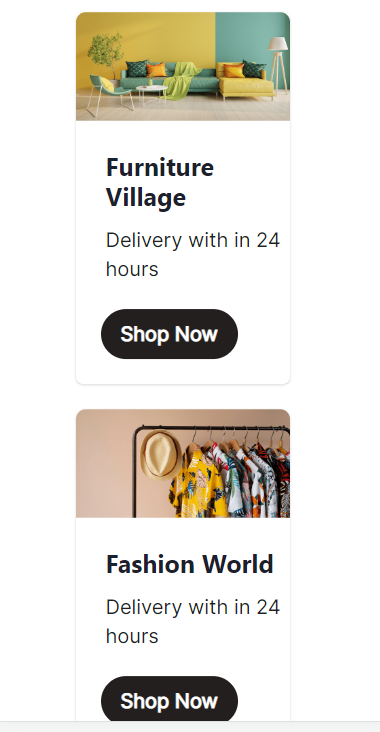 Furniture
Village
Delivery with in 24
hours
Shop Now
Fashion World
Delivery with in 24
hours
Shop Now